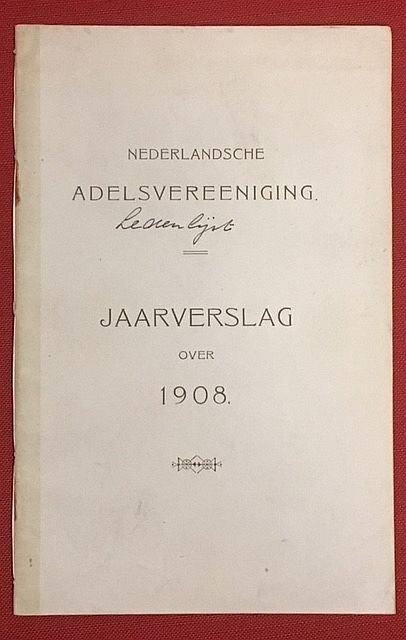 NEDERLANDSCHE
ADELSVEREENIGING.
Ledenlijst
JAARVERSLAG
OVER
1908.